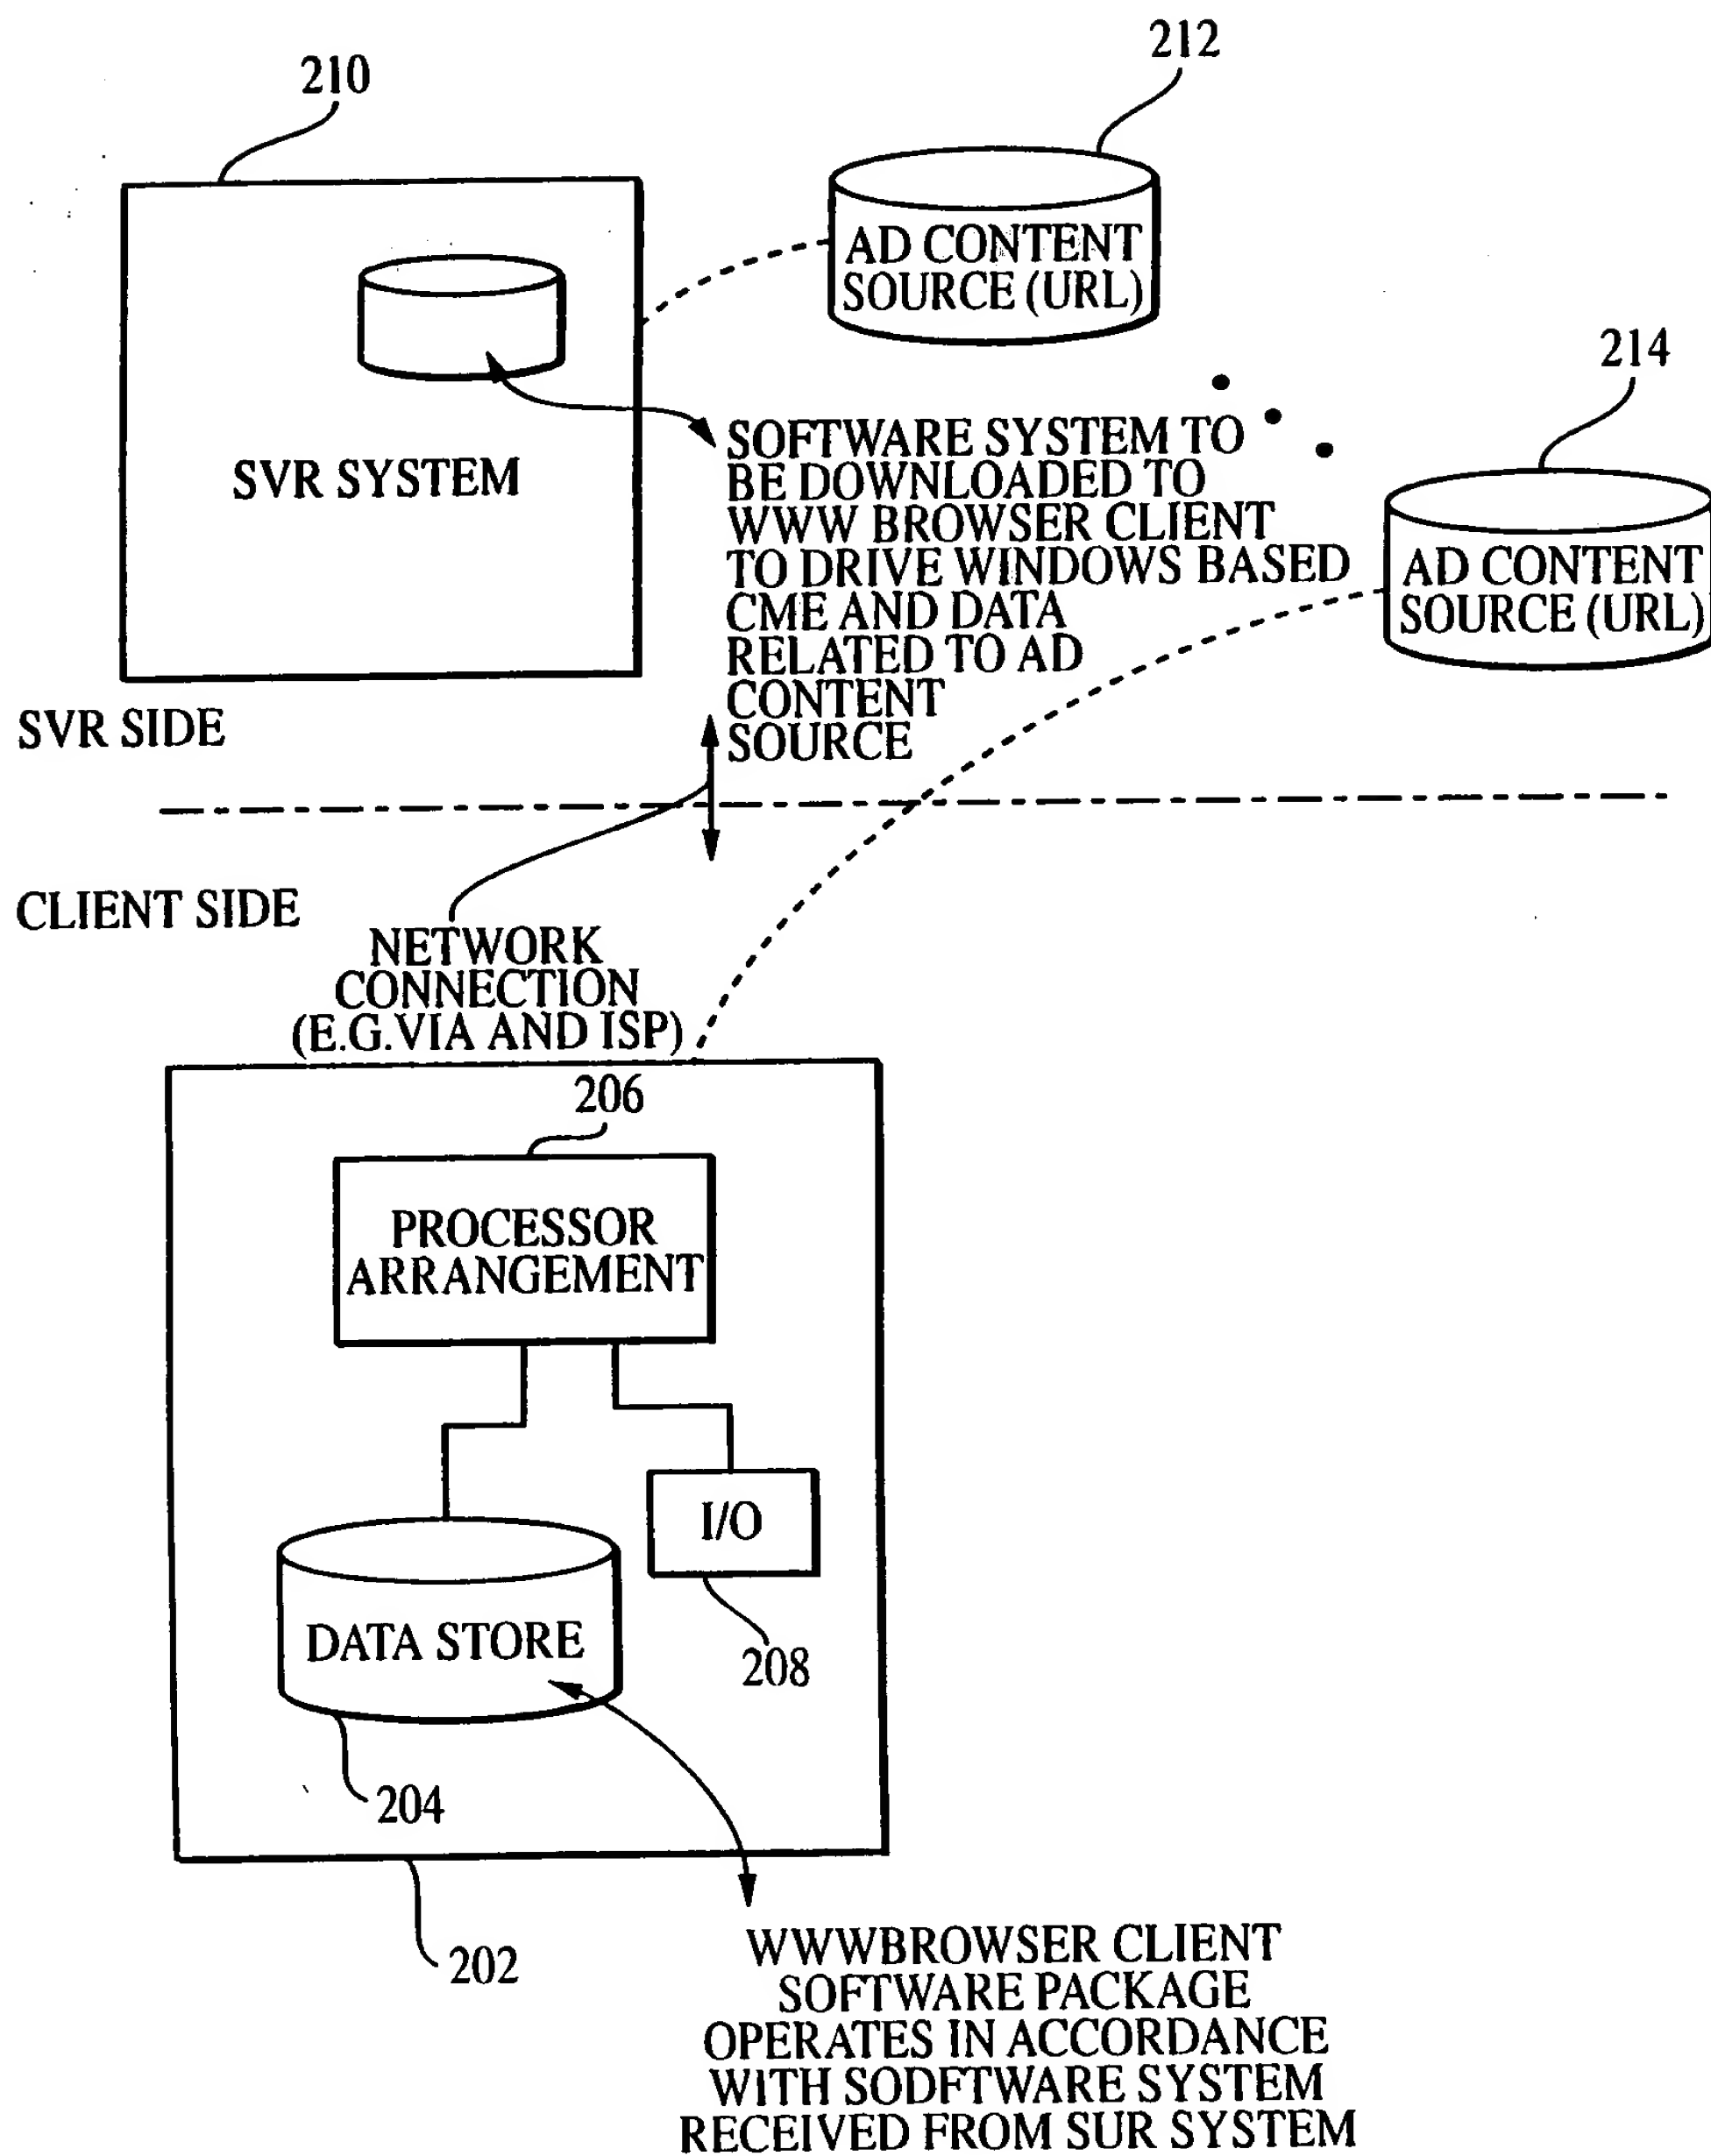 210
212
AD CONTENT
SOURCE (URL)
214
AD CONTENT
SOURCE (URL)
SVR SYSTEM
SOFTWARE SYSTEM TO
BE DOWNLOADED TO
WWW BROWSER CLIENT
TO DRIVE WINDOWS BASED
CME AND DATA
RELATED TO AD
CONTENT
SOURCE
SVR SIDE
CLIENT SIDE
NETWORK
CONNECTION
(E.G.VIA AND ISP)
206
PROCESSOR
ARRANGEMENT
I/O
208
DATA STORE
204
202
WWWBROWSER CLIENT
SOFTWARE PACKAGE
OPERATES IN ACCORDANCE
WITH SODFTWARE SYSTEM
RECEIVED FROM SUR SYSTEM